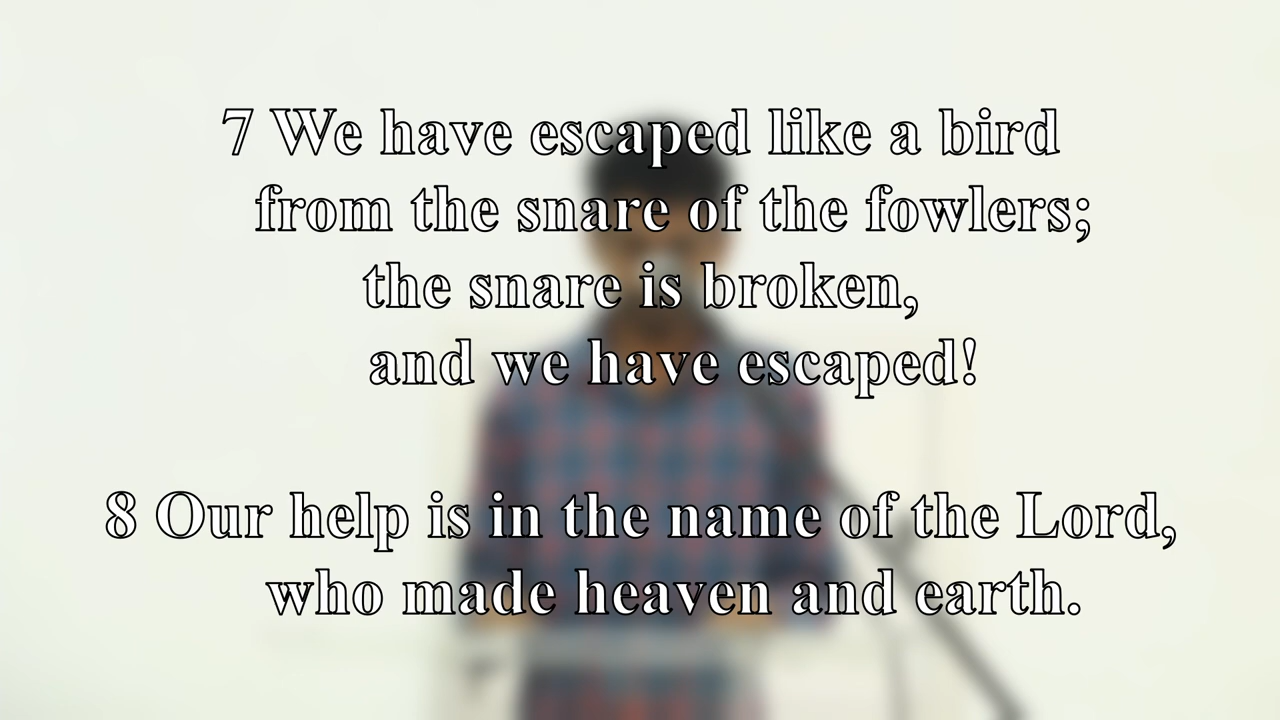 7 We have escaped like a bird
from the snare of the fowlers;
the snare is broken,
and we have escaped!
8 Our help is in the name of the Lord,
who made heaven and earth.